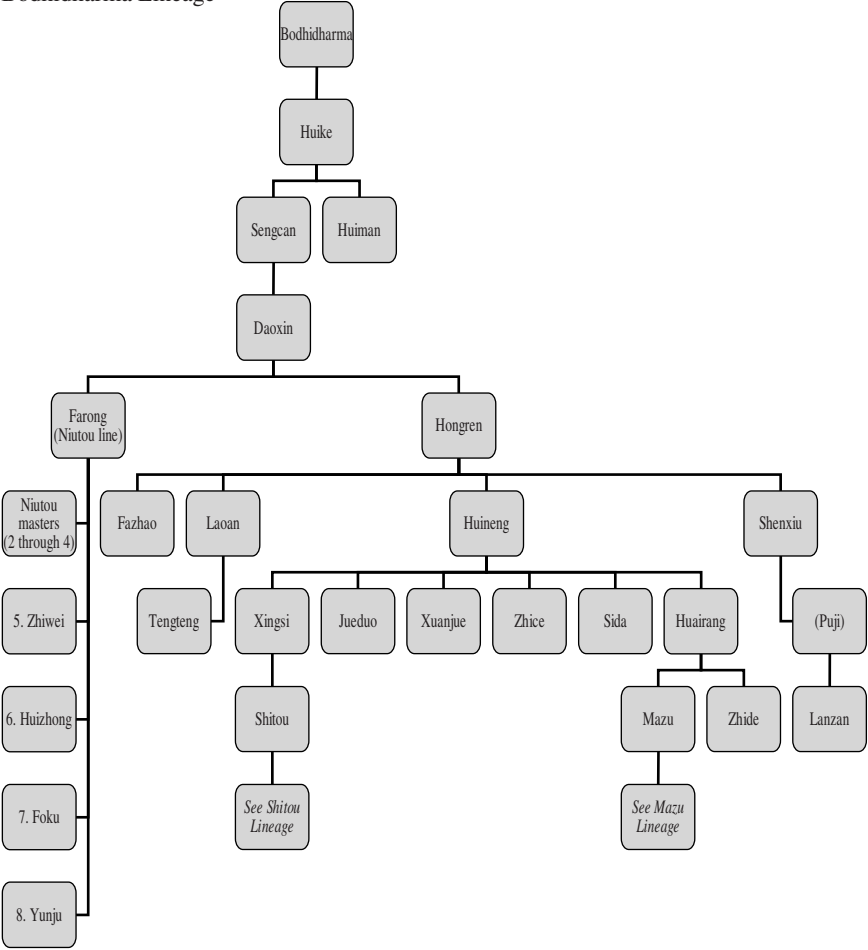 Bodhidharma Lineage
Bodhidharma
Huike
Sengcan
Huiman
Daoxin
Farong
(Niutou line)
Hongren
Niutou
masters
(2 through 4)
Fazhao
Laoan
Huineng
Shenxiu
5. Zhiwei
Tengteng
Xingsi
Jueduo
Xuanjue
Zhice
Sida
Huairang
(Puji)
6. Huizhong
Shitou
Mazu
Zhide
Lanzan
7. Foku
See Shitou
Lineage
See Mazu
Lineage
8. Yunju